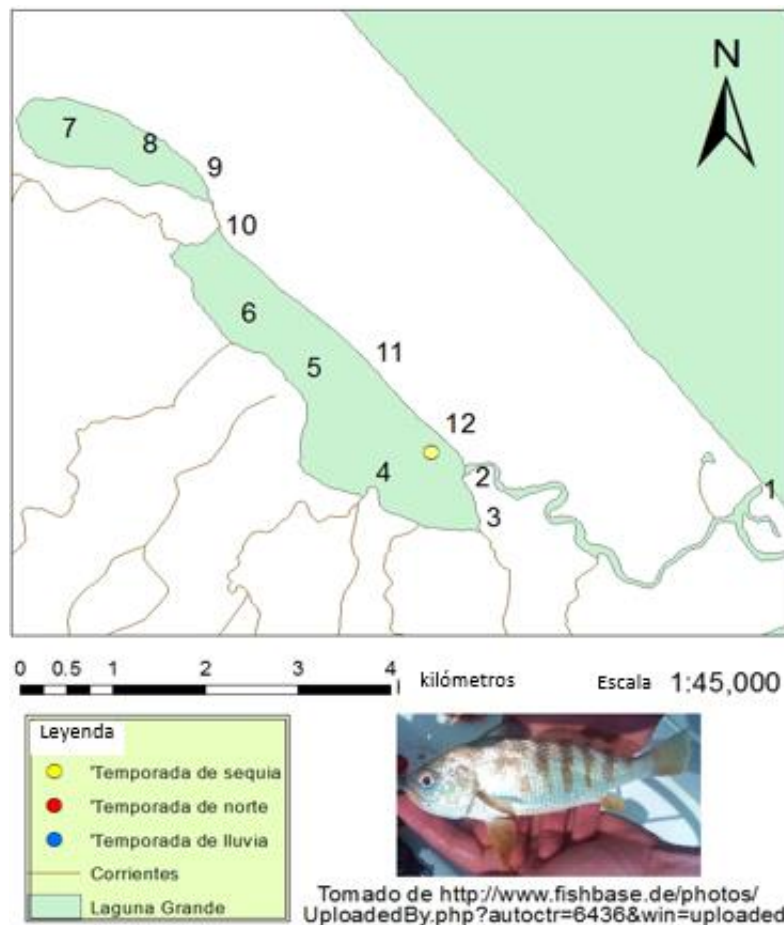 N
7
8
9
10
6
5
11
12
4
2
3
1
0 0.5 1 2 3 4
kilómetros
Escala 1:45,000
Leyenda
'Temporada de sequia
'Temporada de norte
'Temporada de lluvia
Corrientes
Laguna Grande
Tomado de http://www.fishbase.de/photos/
UploadedBy.php?autoctr=6436&win=uploaded